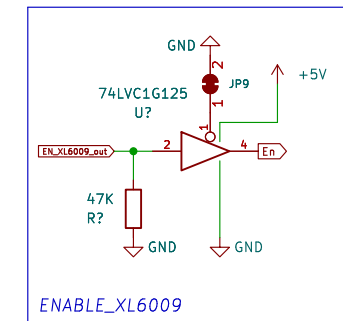 GND
2
JP9
+5V
74LVC1G125
U?
1
1
EN_XL6009_out
2
4
En
47K
R?
GND
GND
ENABLE_XL6009